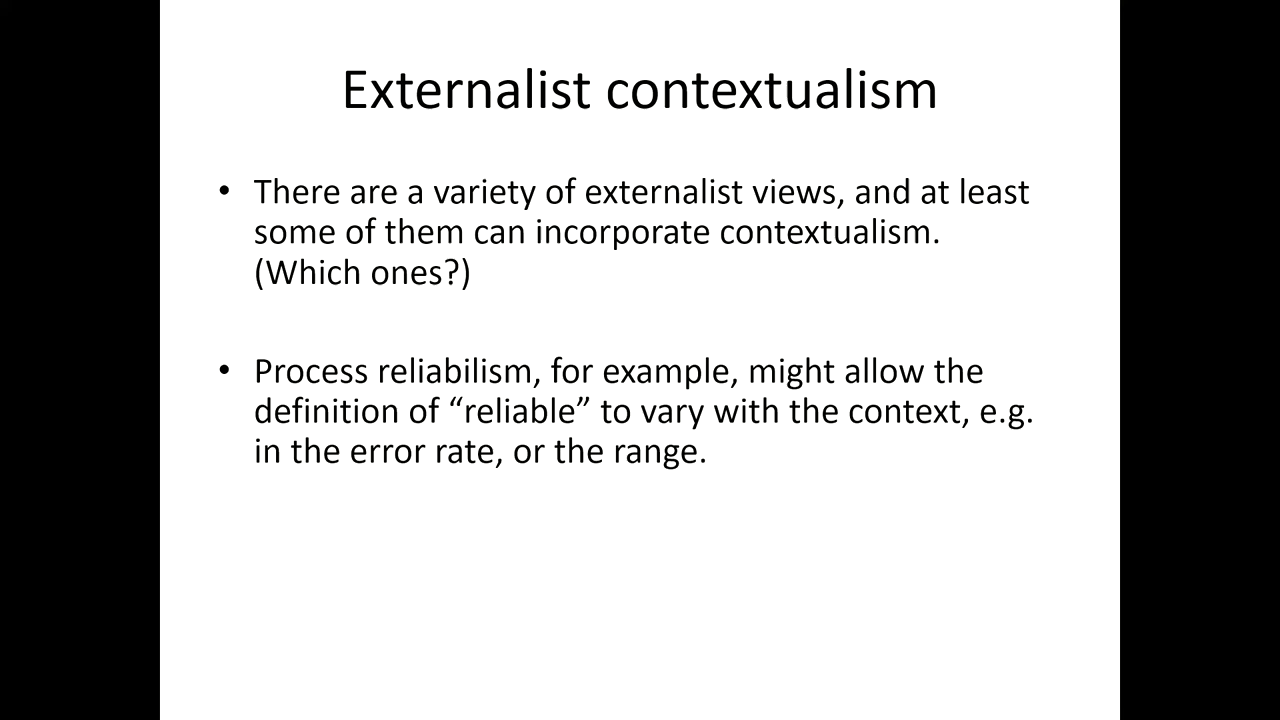 Externalist contextualism
• There are a variety of externalist views, and at least
some of them can incorporate contextualism.
(Which ones?)
• Process reliabilism, for example, might allow the
definition of “reliable” to vary with the context, e.g.
in the error rate, or the range.